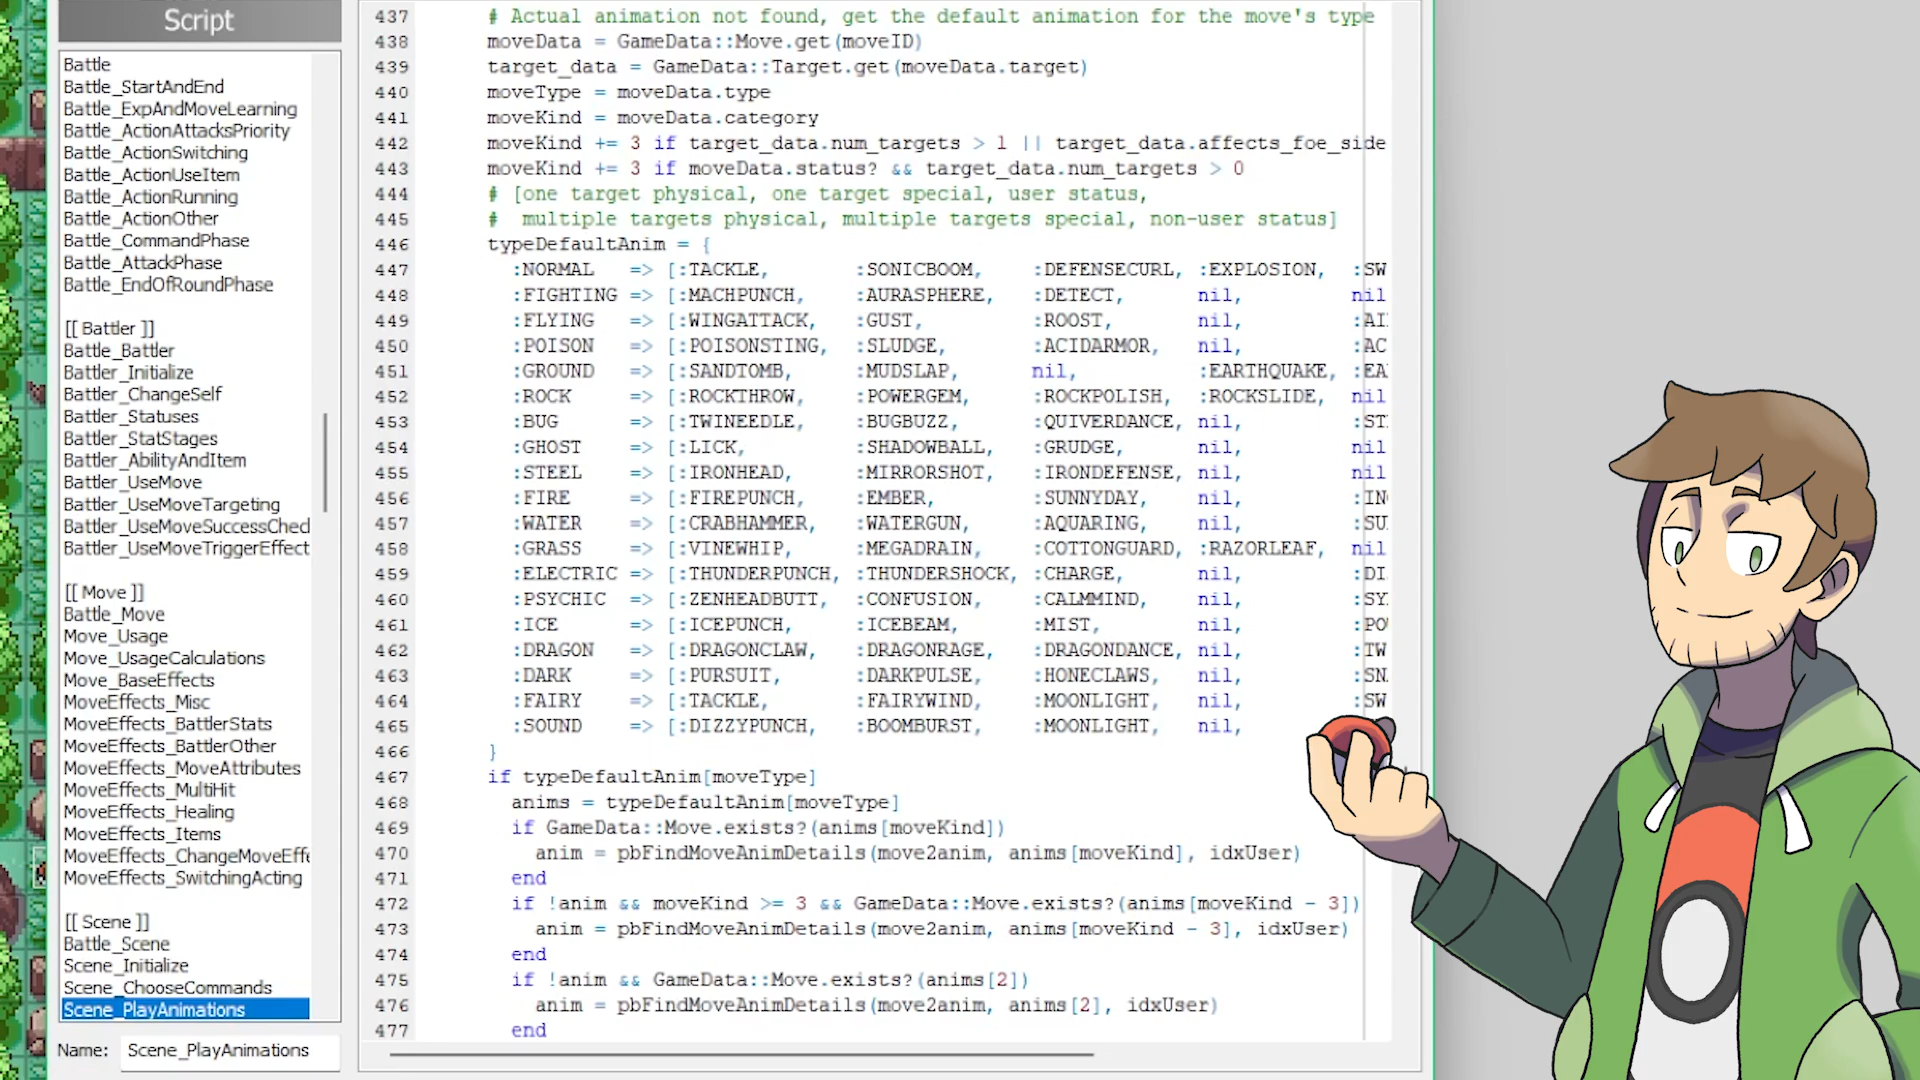 Script
Battle
Battle_StartAndEnd
Battle_ExpAndMoveLearning
Battle_ActionAttacksPriority
Battle_ActionSwitching
Battle_ActionUseItem
Battle_ActionRunning
Battle_ActionOther
Battle_CommandPhase
Battle_AttackPhase
Battle_EndOfRoundPhase
[[ Battler ]]
Battle_Battler
Battler_Initialize
Battler_ChangeSelf
Battler_Statuses
Battler_StatStages
Battler_AbilityAndItem
Battler_UseMove
Battler_UseMoveTargeting
Battler_UseMoveSuccessChecl
Battler_UseMoveTriggerEffect
[[ Move ]]
Battle_Move
Move_Usage
Move_UsageCalculations
Move_BaseEffects
MoveEffects_Misc
MoveEffects_BattlerStats
MoveEffects_BattlerOther
MoveEffects_MoveAttributes
MoveEffects_MultiHit
MoveEffects_Healing
MoveEffects_Items
MoveEffects_ChangeMoveEffe
MoveEffects_SwitchingActing
[[ Scene ]]
Battle_Scene
Scene_Initialize
Scene_ChooseCommands
Scene_PlayAnimations
Name: Scene_PlayAnimations
437 # Actual animation not found, get the default animation for the move's type
438 moveData = GameData::Move.get(moveID)
439 target_data = GameData::Target.get(moveData.target)
440 moveType = moveData.type
441 moveKind = moveData.category
442 moveKind += 3 if target_data.num_targets > 1 || target_data.affects_foe_side
443 moveKind += 3 if moveData.status? && target_data.num_targets > 0
444 # [one target physical, one target special, user status,
445 #  multiple targets physical, multiple targets special, non-user status]
446 typeDefaultAnim = {
447 :NORMAL => [:TACKLE, :SONICBOOM, :DEFENSECURL, :EXPLOSION, :SW
448 :FIGHTING => [:MACHPUNCH, :AURASPHERE, :DETECT, nil, nil
449 :FLYING => [:WINGATTACK, :GUST, :ROOST, nil, :AI
450 :POISON => [:POISONSTING, :SLUDGE, :ACIDARMOR, nil, :AC
451 :GROUND => [:SANDTOMB, :MUDSLAP, nil, :EARTHQUAKE, :EA
452 :ROCK => [:ROCKTHROW, :POWERGEM, :ROCKPOLISH, :ROCKSLIDE, nil
453 :BUG => [:TWINEEDLE, :BUGBUZZ, :QUIVERDANCE, nil, :ST
454 :GHOST => [:LICK, :SHADOWBALL, :GRUDGE, nil, nil
455 :STEEL => [:IRONHEAD, :MIRRORSHOT, :IRONDEFENSE, nil, nil
456 :FIRE => [:FIREPUNCH, :EMBER, :SUNNYDAY, nil, :IN
457 :WATER => [:CRABHAMMER, :WATERGUN, :AQUARING, nil, :SU
458 :GRASS => [:VINEWHIP, :MEGADRAIN, :COTTONGUARD, :RAZORLEAF, nil
459 :ELECTRIC => [:THUNDERPUNCH, :THUNDERSHOCK, :CHARGE, nil, :DI
460 :PSYCHIC => [:ZENHEADBUTT, :CONFUSION, :CALMMIND, nil, :SY
461 :ICE => [:ICEPUNCH, :ICEBEAM, :MIST, nil, :PO
462 :DRAGON => [:DRAGONCLAW, :DRAGONRAGE, :DRAGONDANCE, nil, :TW
463 :DARK => [:PURSUIT, :DARKPULSE, :HONECLAWS, nil, :SN
464 :FAIRY => [:TACKLE, :FAIRYWIND, :MOONLIGHT, nil, :SW
465 :SOUND => [:DIZZYPUNCH, :BOOMBURST, :MOONLIGHT, nil,
466 }
467 if typeDefaultAnim[moveType]
468 anims = typeDefaultAnim[moveType]
469 if GameData::Move.exists?(anims[moveKind])
470 anim = pbFindMoveAnimDetails(move2anim, anims[moveKind], idxUser)
471 end
472 if !anim && moveKind >= 3 && GameData::Move.exists?(anims[moveKind - 3])
473 anim = pbFindMoveAnimDetails(move2anim, anims[moveKind - 3], idxUser)
474 end
475 if !anim && GameData::Move.exists?(anims[2])
476 anim = pbFindMoveAnimDetails(move2anim, anims[2], idxUser)
477 end